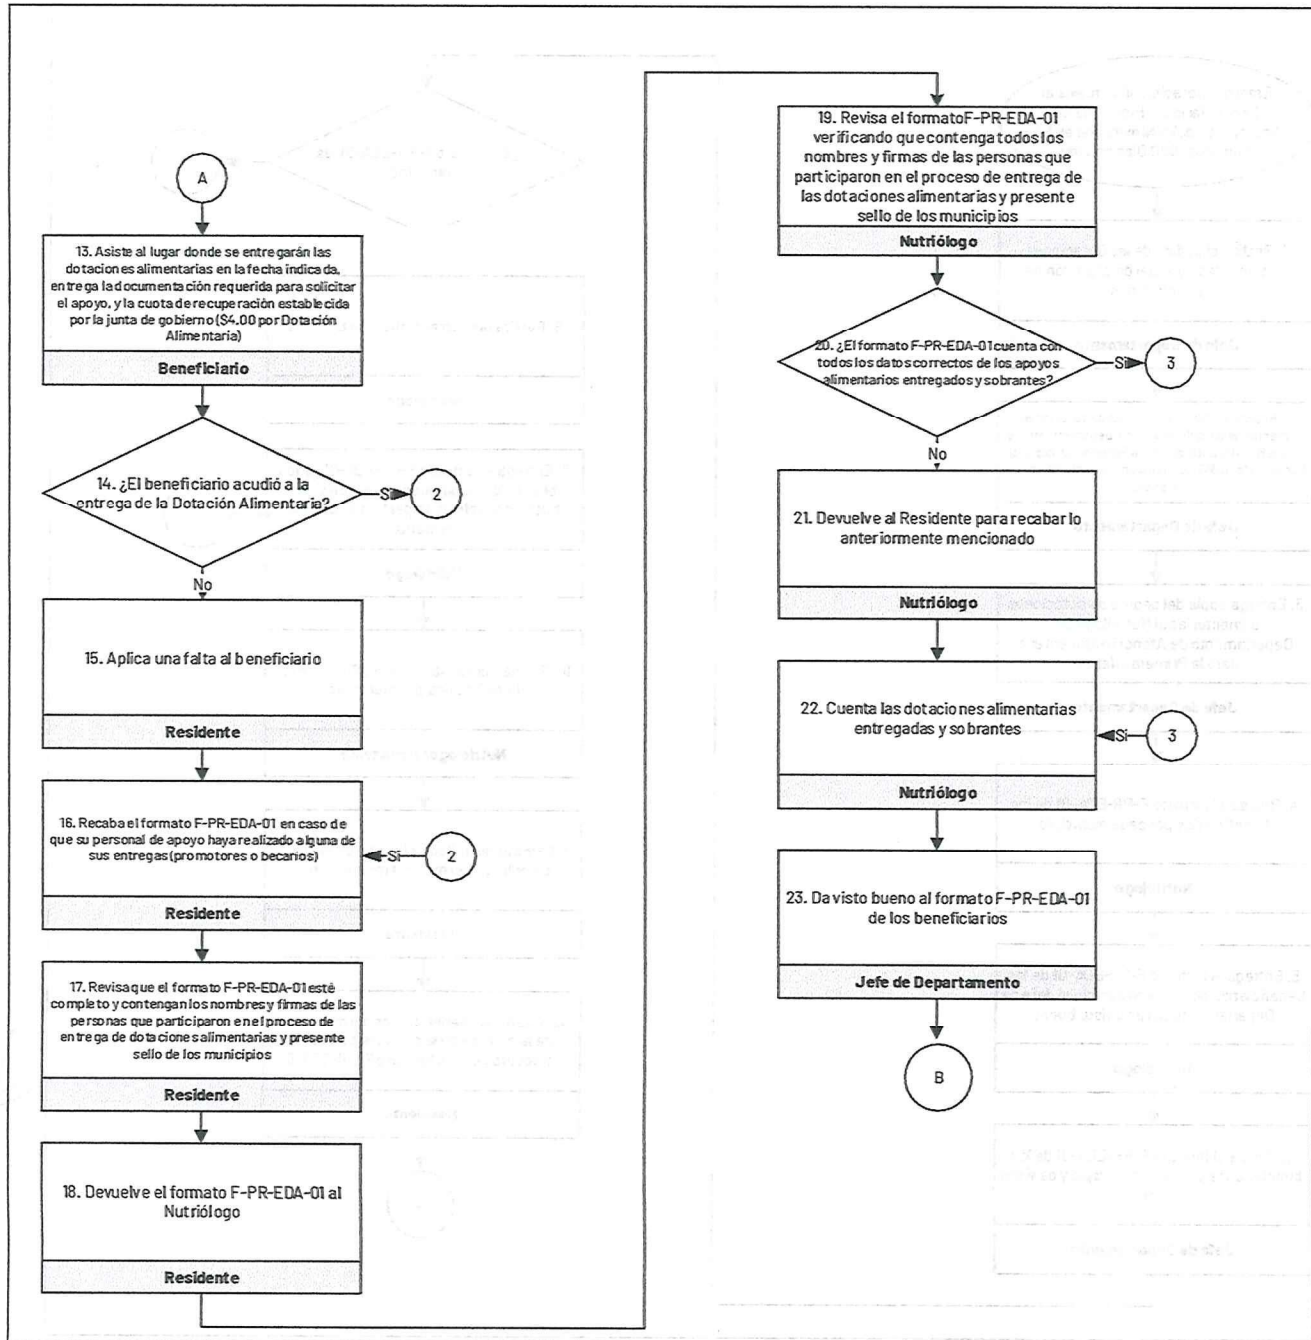 A
13. Asiste al lugar donde se entregarán las
dotaciones alimentarias en la fecha indicada,
entrega la documentación requerida para solicitar
el apoyo, y la cuota de recuperación establecida
por la junta de gobierno ($4.00 por Dotación
Alimentaria)
Beneficiario
14. ¿El beneficiario acudió a la
entrega de la Dotación Alimentaria?
Si
2
No
15. Aplica una falta al beneficiario
Residente
16. Recaba el formato F-PR-EDA-01 en caso de
que su personal de apoyo haya realizado alguna de
sus entregas (promotores o becarios)
Si
2
Residente
17. Revisa que el formato F-PR-EDA-01 esté
completo y contengan los nombres y firmas de las
personas que participaron en el proceso de
entrega de dotaciones alimentarias y presente
sello de los municipios
Residente
18. Devuelve el formato F-PR-EDA-01 al
Nutriólogo
Residente
19. Revisa el formato F-PR-EDA-01
verificando que contenga todos los
nombres y firmas de las personas que
participaron en el proceso de entrega de
las dotaciones alimentarias y presente
sello de los municipios
Nutriólogo
20. ¿El formato F-PR-EDA-01 cuenta con
todos los datos correctos de los apoyos
alimentarios entregados y sobrantes?
Si
3
No
21. Devuelve al Residente para recabar lo
anteriormente mencionado
Nutriólogo
22. Cuenta las dotaciones alimentarias
entregadas y sobrantes
Si
3
Nutriólogo
23. Da visto bueno al formato F-PR-EDA-01
de los beneficiarios
Jefe de Departamento
B